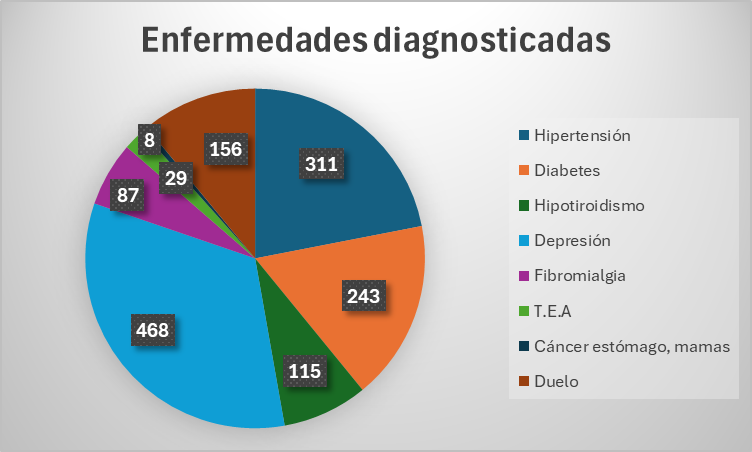 Enfermedades diagnosticadas
311
243
115
468
87
29
8
156
Hipertensión
Diabetes
Hipotiroidismo
Depresión
Fibromialgia
T.E.A
Cáncer estómago, mamas
Duelo